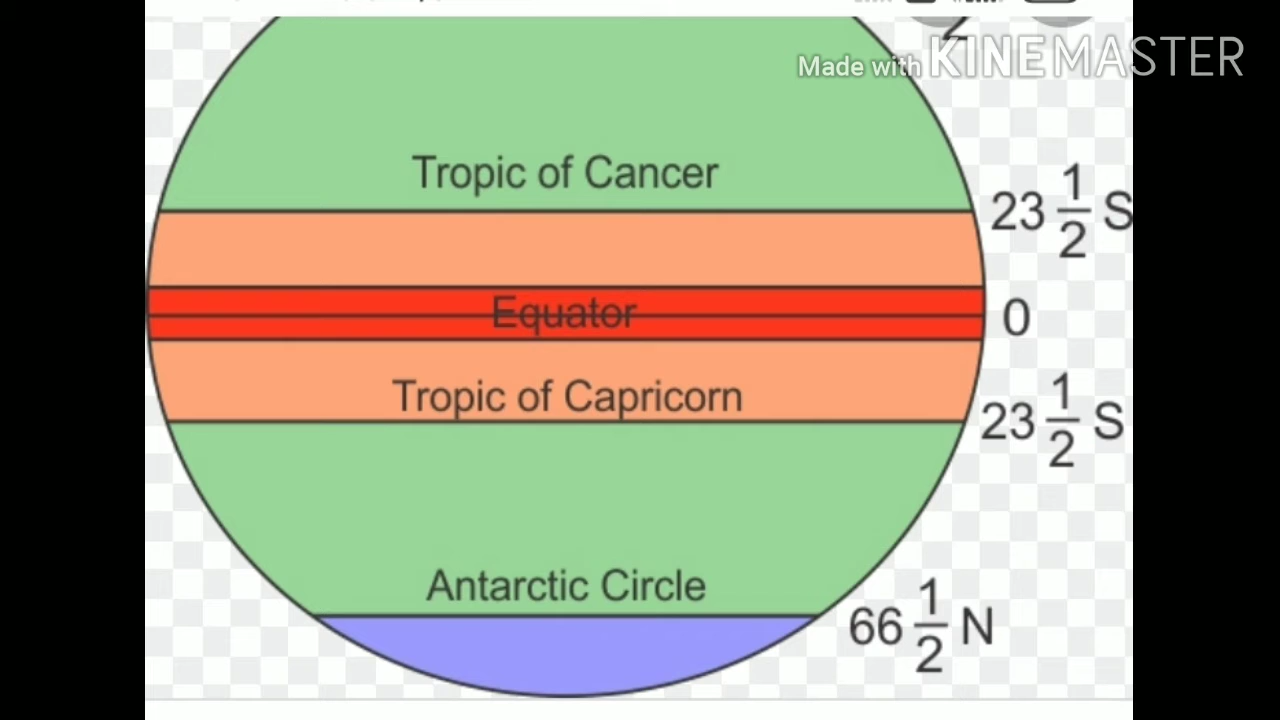 2
Made with KINEMASTER
Tropic of Cancer
23 1/2 S
Equator
0
Tropic of Capricorn
23 1/2 S
Antarctic Circle
66 1/2 N